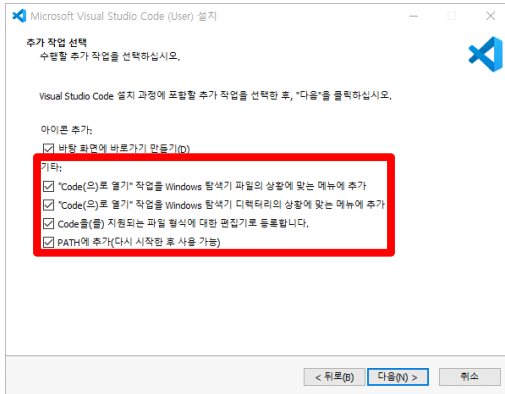 Microsoft Visual Studio Code (User) 설치
추가 작업 선택
수행할 추가 작업을 선택하십시오.
Visual Studio Code 설치 과정에 포함할 추가 작업을 선택한 후, "다음"을 클릭하십시오.
아이콘 추가:
바탕 화면에 바로가기 만들기(D)
기타:
"Code(으)로 열기" 작업을 Windows 탐색기 파일의 상황에 맞는 메뉴에 추가
"Code(으)로 열기" 작업을 Windows 탐색기 디렉터리의 상황에 맞는 메뉴에 추가
Code을(를) 지원되는 파일 형식에 대한 편집기로 등록합니다.
PATH에 추가(다시 시작한 후 사용 가능)
< 뒤로(B) 다음(N) > 취소